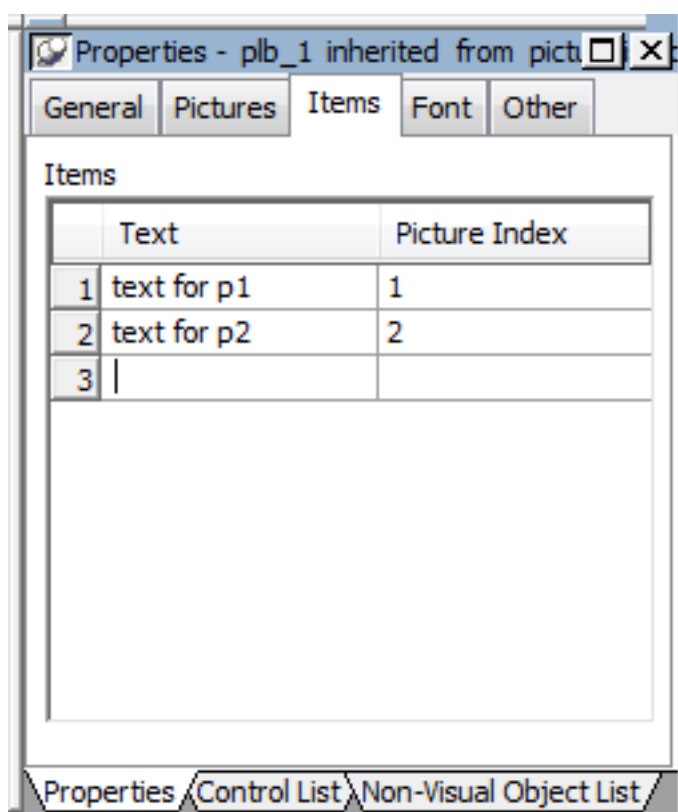 Properties - plb_1 inherited from
General Pictures Items Font Other
Items
Text Picture Index
1 text for p1 1
2 text for p2 2
3
Properties Control List Non-Visual Object List